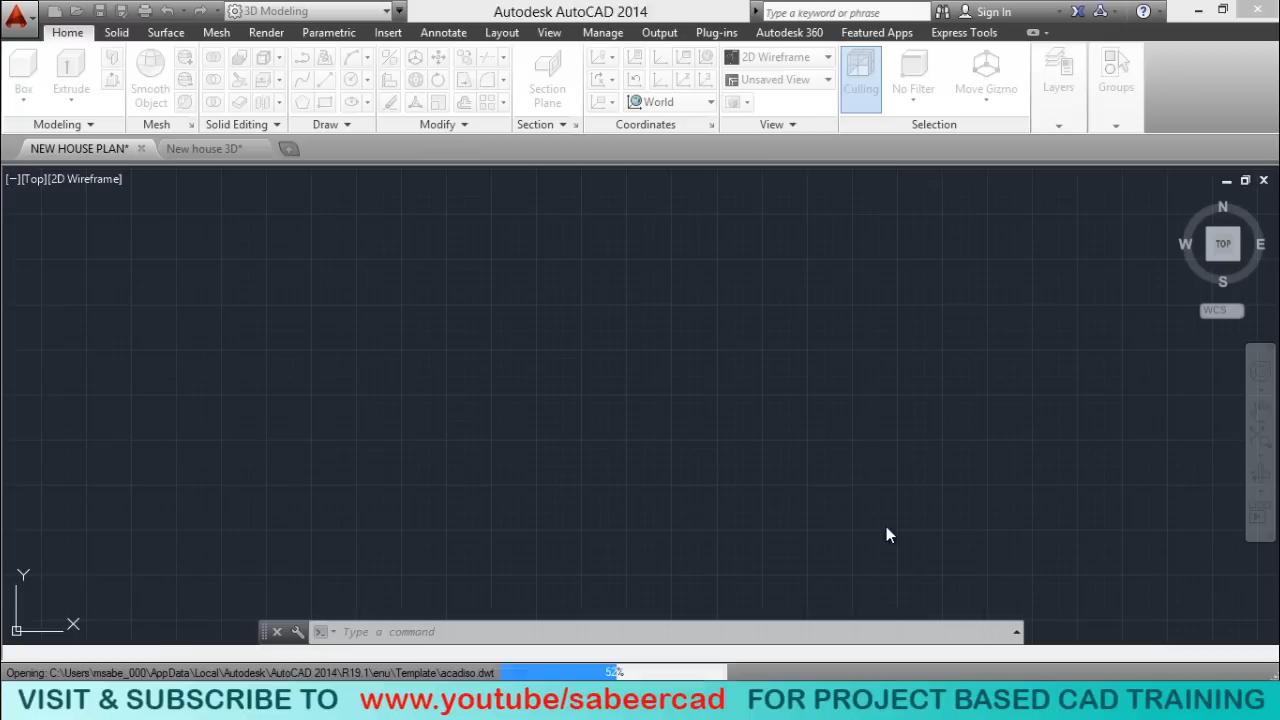 3D Modeling
Autodesk AutoCAD 2014
Type a keyword or phrase
Sign In
Home Solid Surface Mesh Render Parametric Insert Annotate Layout View Manage Output Plug-ins Autodesk 360 Featured Apps Express Tools
Box
Extrude
Smooth
Object
Section
Plane
2D Wireframe
Unsaved View
World
Culling
No Filter
Move Gizmo
Layers
Groups
Modeling Mesh Solid Editing Draw Modify Section Coordinates View Selection
NEW HOUSE PLAN* New house 3D*
[−][Top][2D Wireframe]
N
W TOP E
S
WCS
Y
X
Type a command
Opening: C:\Users\msabe_000\AppData\Local\Autodesk\AutoCAD 2014\R19.1\enu\Template\acadiso.dwt 52%
VISIT & SUBSCRIBE TO www.youtube/sabeercad FOR PROJECT BASED CAD TRAINING